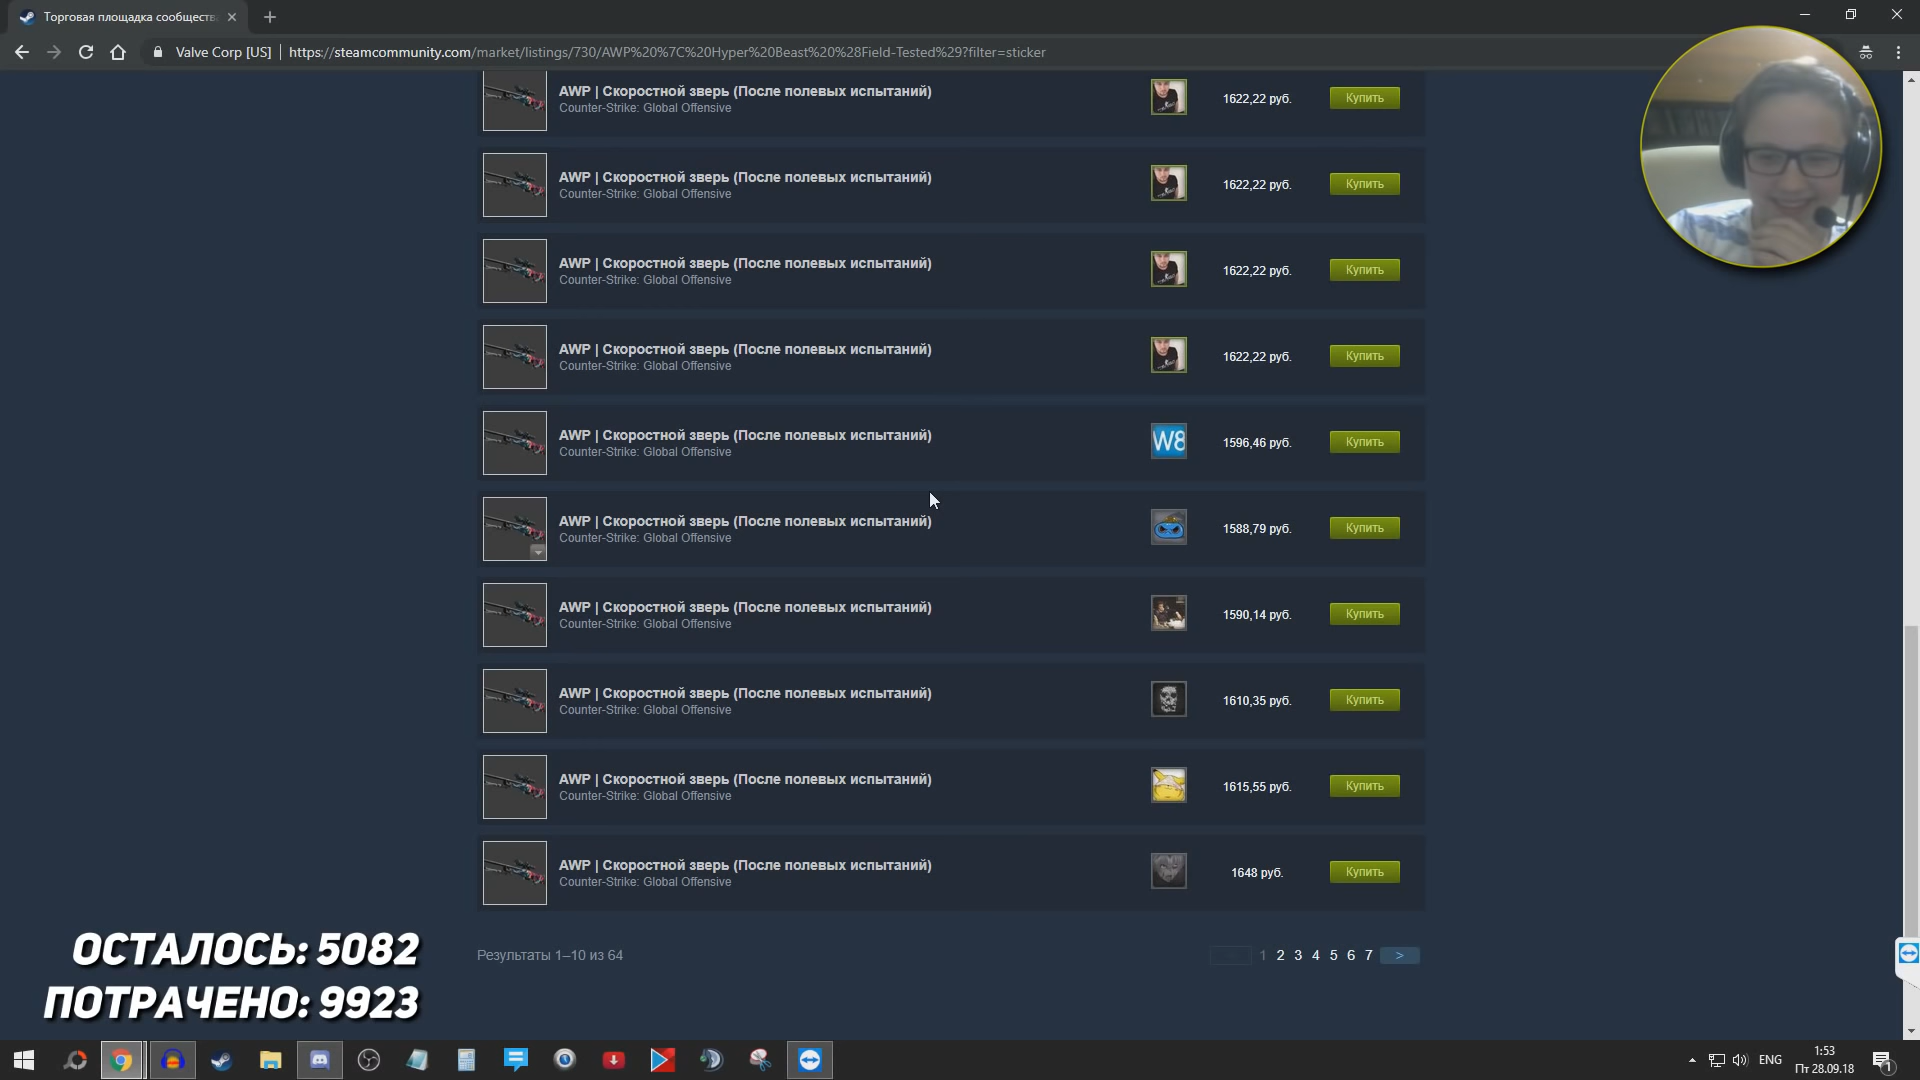 Торговая площадка сообществ
Valve Corp [US] | https://steamcommunity.com/market/listings/730/AWP%20%7C%20Hyper%20Beast%20%28Field-Tested%29?filter=sticker
AWP | Скоростной зверь (После полевых испытаний)
Counter-Strike: Global Offensive
1622,22 руб.
Купить
AWP | Скоростной зверь (После полевых испытаний)
Counter-Strike: Global Offensive
1622,22 руб.
Купить
AWP | Скоростной зверь (После полевых испытаний)
Counter-Strike: Global Offensive
1622,22 руб.
Купить
AWP | Скоростной зверь (После полевых испытаний)
Counter-Strike: Global Offensive
1622,22 руб.
Купить
AWP | Скоростной зверь (После полевых испытаний)
Counter-Strike: Global Offensive
W8
1596,46 руб.
Купить
AWP | Скоростной зверь (После полевых испытаний)
Counter-Strike: Global Offensive
1588,79 руб.
Купить
AWP | Скоростной зверь (После полевых испытаний)
Counter-Strike: Global Offensive
1590,14 руб.
Купить
AWP | Скоростной зверь (После полевых испытаний)
Counter-Strike: Global Offensive
1610,35 руб.
Купить
AWP | Скоростной зверь (После полевых испытаний)
Counter-Strike: Global Offensive
1615,55 руб.
Купить
AWP | Скоростной зверь (После полевых испытаний)
Counter-Strike: Global Offensive
1648 руб.
Купить
Результаты 1–10 из 64
1 2 3 4 5 6 7 >
ОСТАЛОСЬ: 5082
ПОТРАЧЕНО: 9923
ENG
1:53
Пт 28.09.18
1